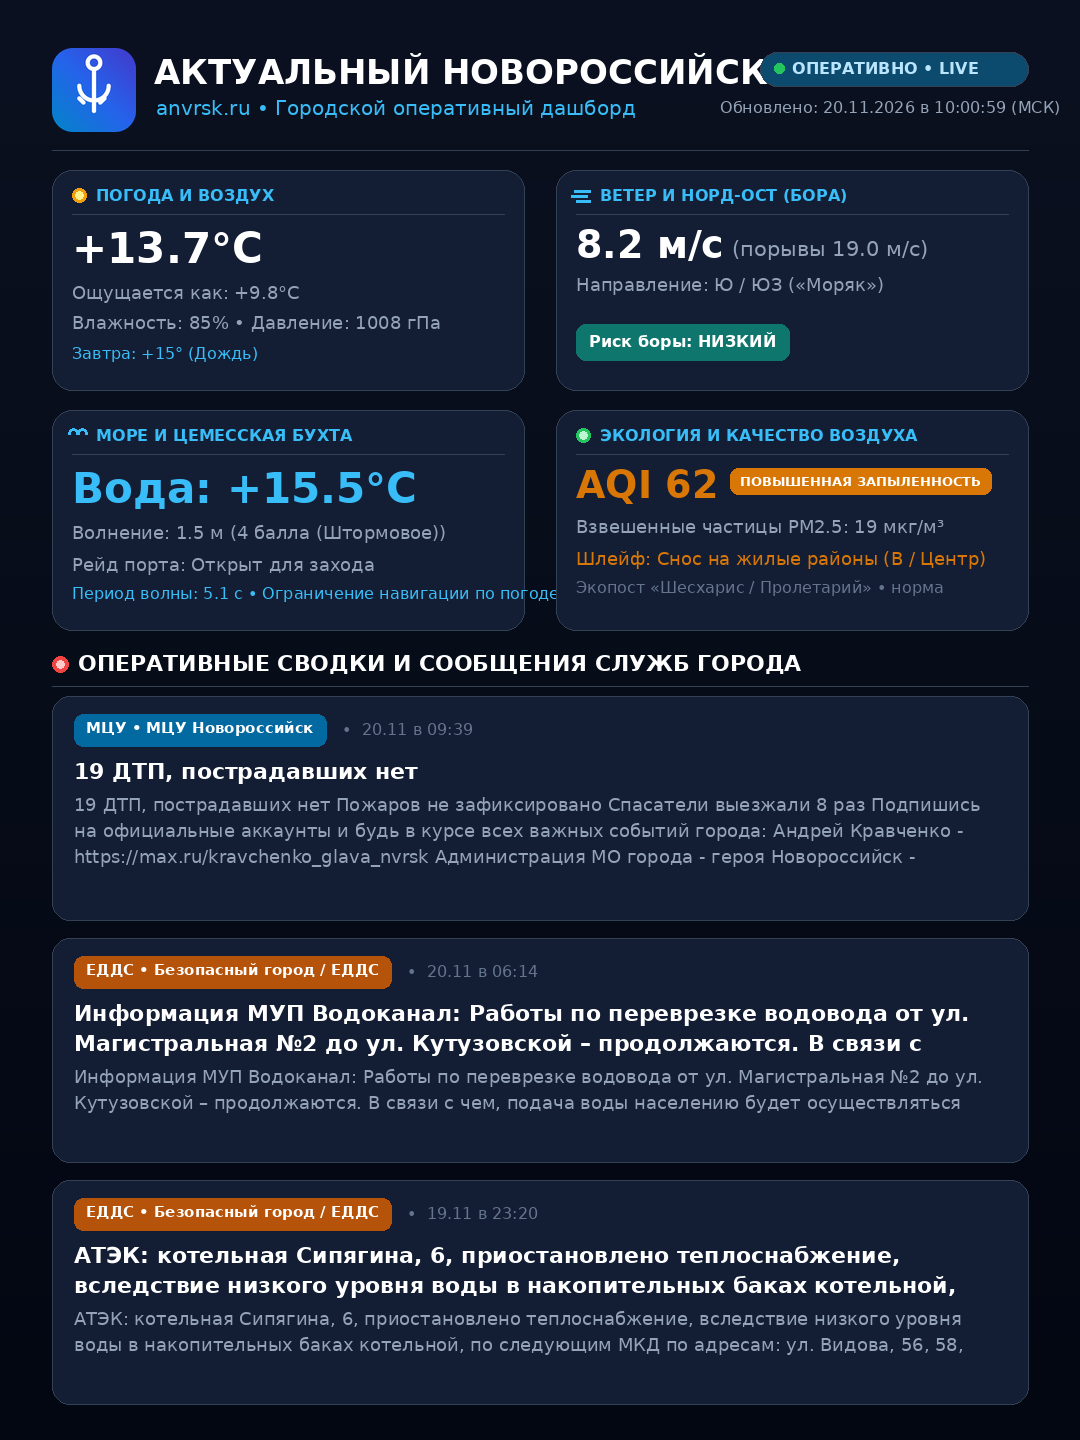 АКТУАЛЬНЫЙ НОВОРОССИЙСК
ОПЕРАТИВНО • LIVE
anvrsk.ru • Городской оперативный дашборд
Обновлено: 20.11.2026 в 10:00:59 (МСК)
ПОГОДА И ВОЗДУХ
+13.7°C
Ощущается как: +9.8°C
Влажность: 85% • Давление: 1008 гПа
Завтра: +15° (Дождь)
ВЕТЕР И НОРД-ОСТ (БОРА)
8.2 м/с (порывы 19.0 м/с)
Направление: Ю / ЮЗ («Моряк»)
Риск боры: НИЗКИЙ
МОРЕ И ЦЕМЕССКАЯ БУХТА
Вода: +15.5°C
Волнение: 1.5 м (4 балла (Штормовое))
Рейд порта: Открыт для захода
Период волны: 5.1 с • Ограничение навигации по погоде
ЭКОЛОГИЯ И КАЧЕСТВО ВОЗДУХА
AQI 62 ПОВЫШЕННАЯ ЗАПЫЛЕННОСТЬ
Взвешенные частицы PM2.5: 19 мкг/м³
Шлейф: Снос на жилые районы (В / Центр)
Экопост «Шесхарис / Пролетарий» • норма
ОПЕРАТИВНЫЕ СВОДКИ И СООБЩЕНИЯ СЛУЖБ ГОРОДА
МЦУ • МЦУ Новороссийск • 20.11 в 09:39
19 ДТП, пострадавших нет
19 ДТП, пострадавших нет Пожаров не зафиксировано Спасатели выезжали 8 раз Подпишись
на официальные аккаунты и будь в курсе всех важных событий города: Андрей Кравченко -
https://max.ru/kravchenko_glava_nvrsk Администрация МО города - героя Новороссийск -
ЕДДС • Безопасный город / ЕДДС • 20.11 в 06:14
Информация МУП Водоканал: Работы по переврезке водовода от ул.
Магистральная №2 до ул. Кутузовской – продолжаются. В связи с
Информация МУП Водоканал: Работы по переврезке водовода от ул. Магистральная №2 до ул.
Кутузовской – продолжаются. В связи с чем, подача воды населению будет осуществляться
ЕДДС • Безопасный город / ЕДДС • 19.11 в 23:20
АТЭК: котельная Сипягина, 6, приостановлено теплоснабжение,
вследствие низкого уровня воды в накопительных баках котельной,
АТЭК: котельная Сипягина, 6, приостановлено теплоснабжение, вследствие низкого уровня
воды в накопительных баках котельной, по следующим МКД по адресам: ул. Видова, 56, 58,